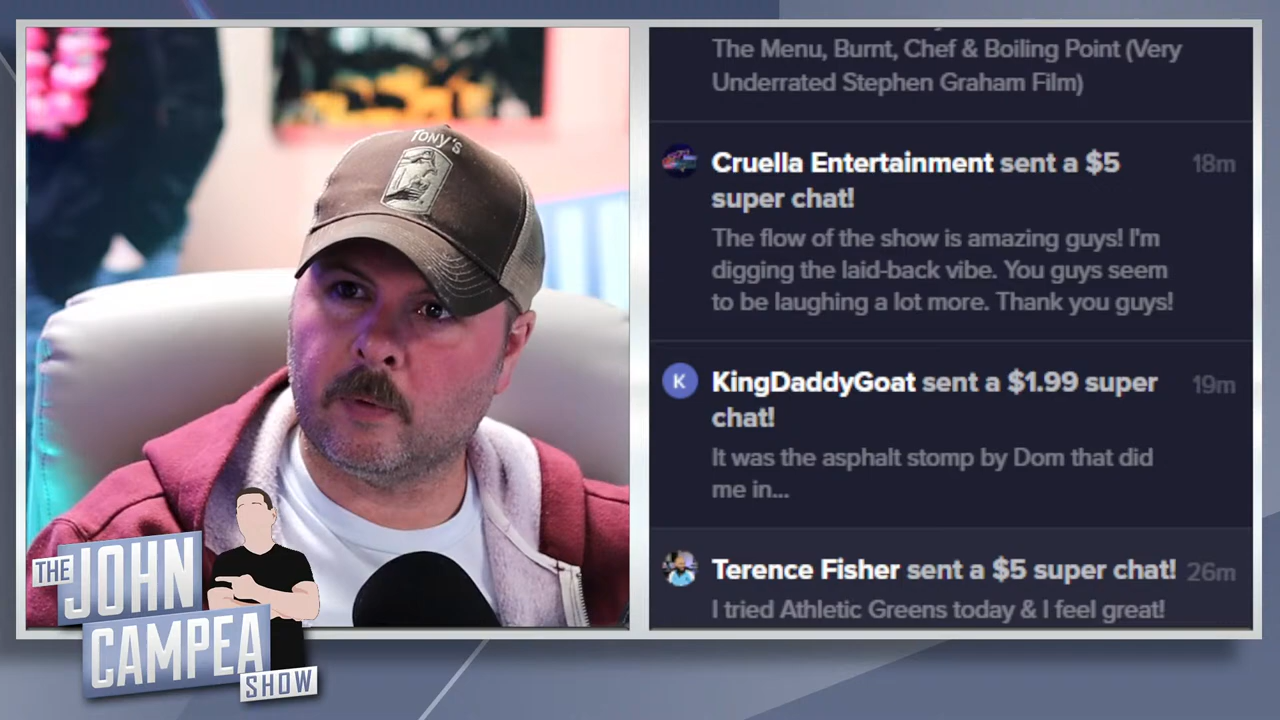 TONY'S
THE
JOHN
CAMPEA
SHOW
The Menu, Burnt, Chef & Boiling Point (Very
Underrated Stephen Graham Film)
Cruella Entertainment sent a $5
super chat!
18m
The flow of the show is amazing guys! I'm
digging the laid-back vibe. You guys seem
to be laughing a lot more. Thank you guys!
K
KingDaddyGoat sent a $1.99 super
chat!
19m
It was the asphalt stomp by Dom that did
me in...
Terence Fisher sent a $5 super chat!
26m
I tried Athletic Greens today & I feel great!